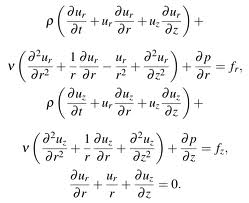 ρ(∂u_r/∂t + u_r ∂u_r/∂r + u_z ∂u_r/∂z) +
ν(∂²u_r/∂r² + 1/r ∂u_r/∂r − u_r/r² + ∂²u_r/∂z²) + ∂p/∂r = f_r,
ρ(∂u_z/∂t + u_r ∂u_z/∂r + u_z ∂u_z/∂z) +
ν(∂²u_z/∂r² + 1/r ∂u_z/∂r + ∂²u_z/∂z²) + ∂p/∂z = f_z,
∂u_r/∂r + u_r/r + ∂u_z/∂z = 0.